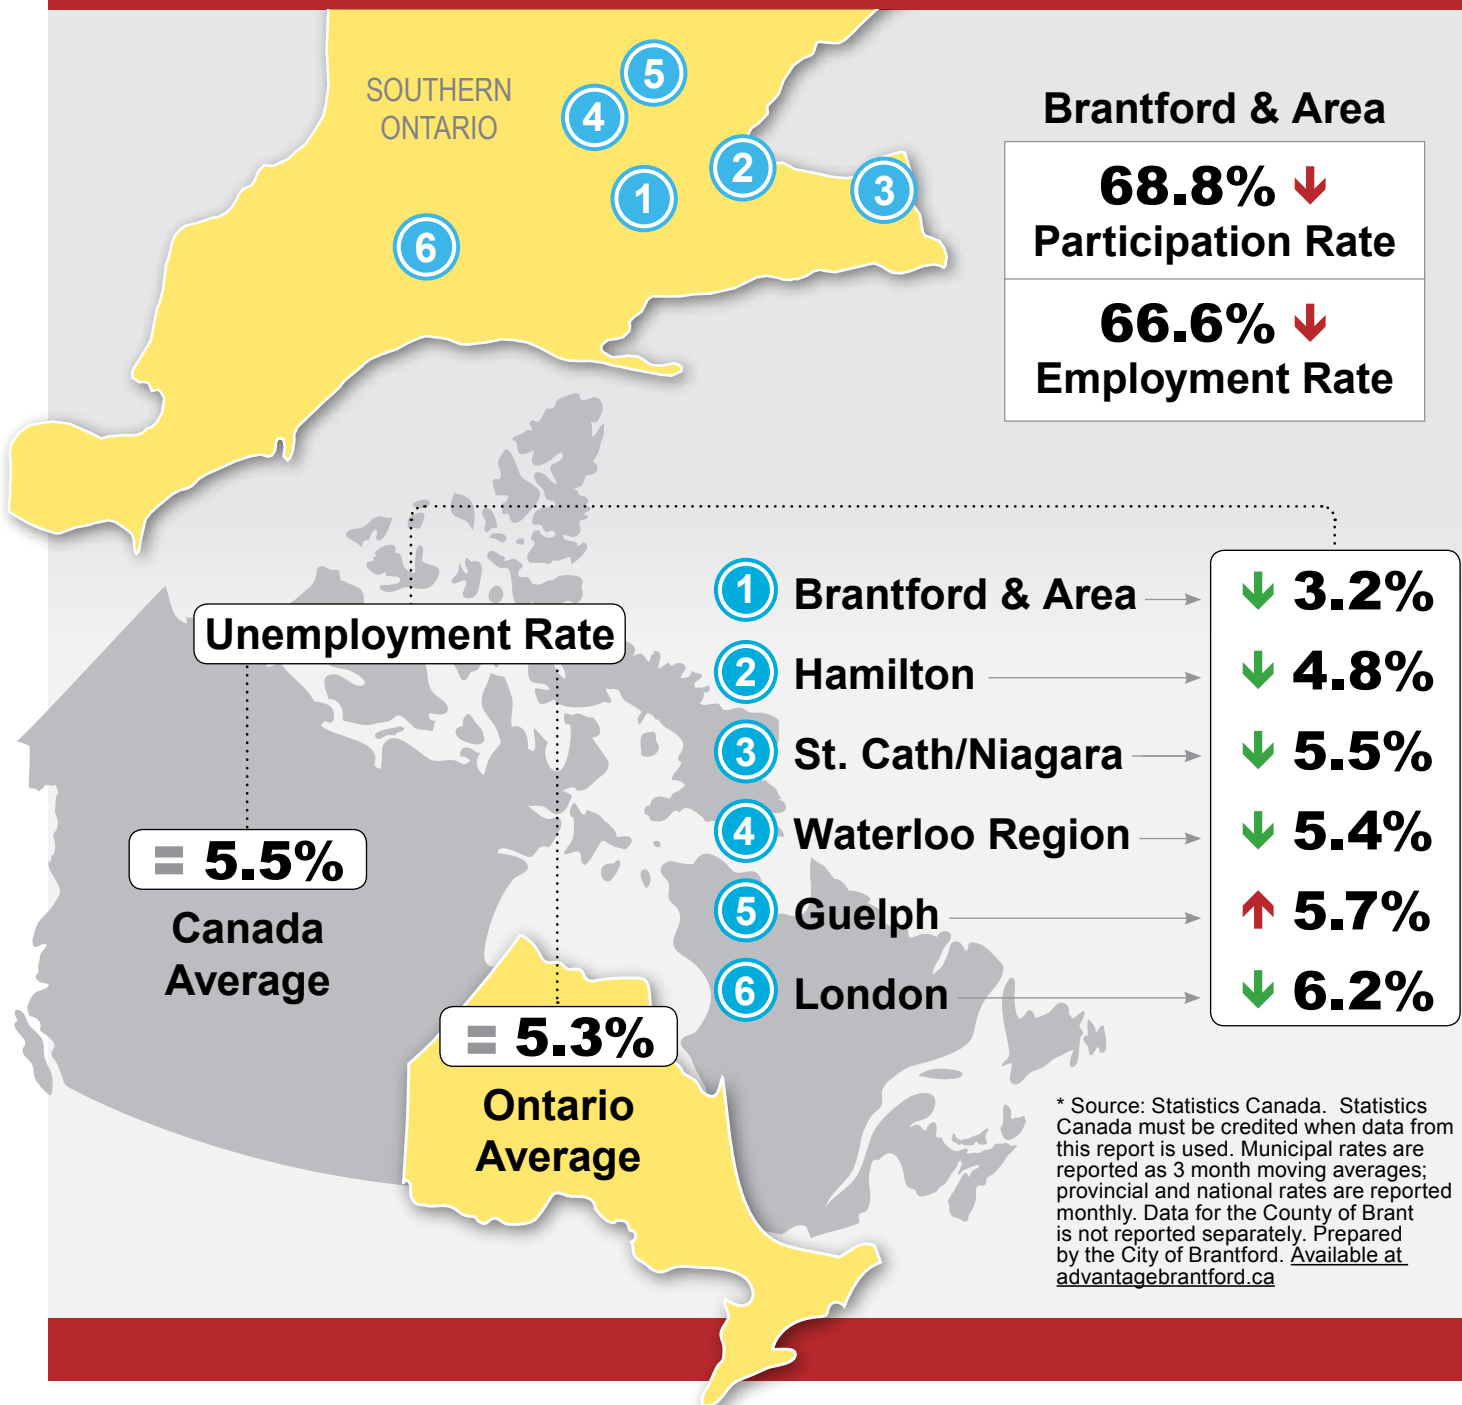 SOUTHERN
ONTARIO
5
4
2
3
1
6
Brantford & Area
68.8%
Participation Rate
66.6%
Employment Rate
Unemployment Rate
= 5.5%
Canada
Average
= 5.3%
Ontario
Average
1 Brantford & Area 3.2%
2 Hamilton 4.8%
3 St. Cath/Niagara 5.5%
4 Waterloo Region 5.4%
5 Guelph 5.7%
6 London 6.2%
* Source: Statistics Canada.  Statistics
Canada must be credited when data from
this report is used. Municipal rates are
reported as 3 month moving averages;
provincial and national rates are reported
monthly. Data for the County of Brant
is not reported separately. Prepared
by the City of Brantford. Available at
advantagebrantford.ca